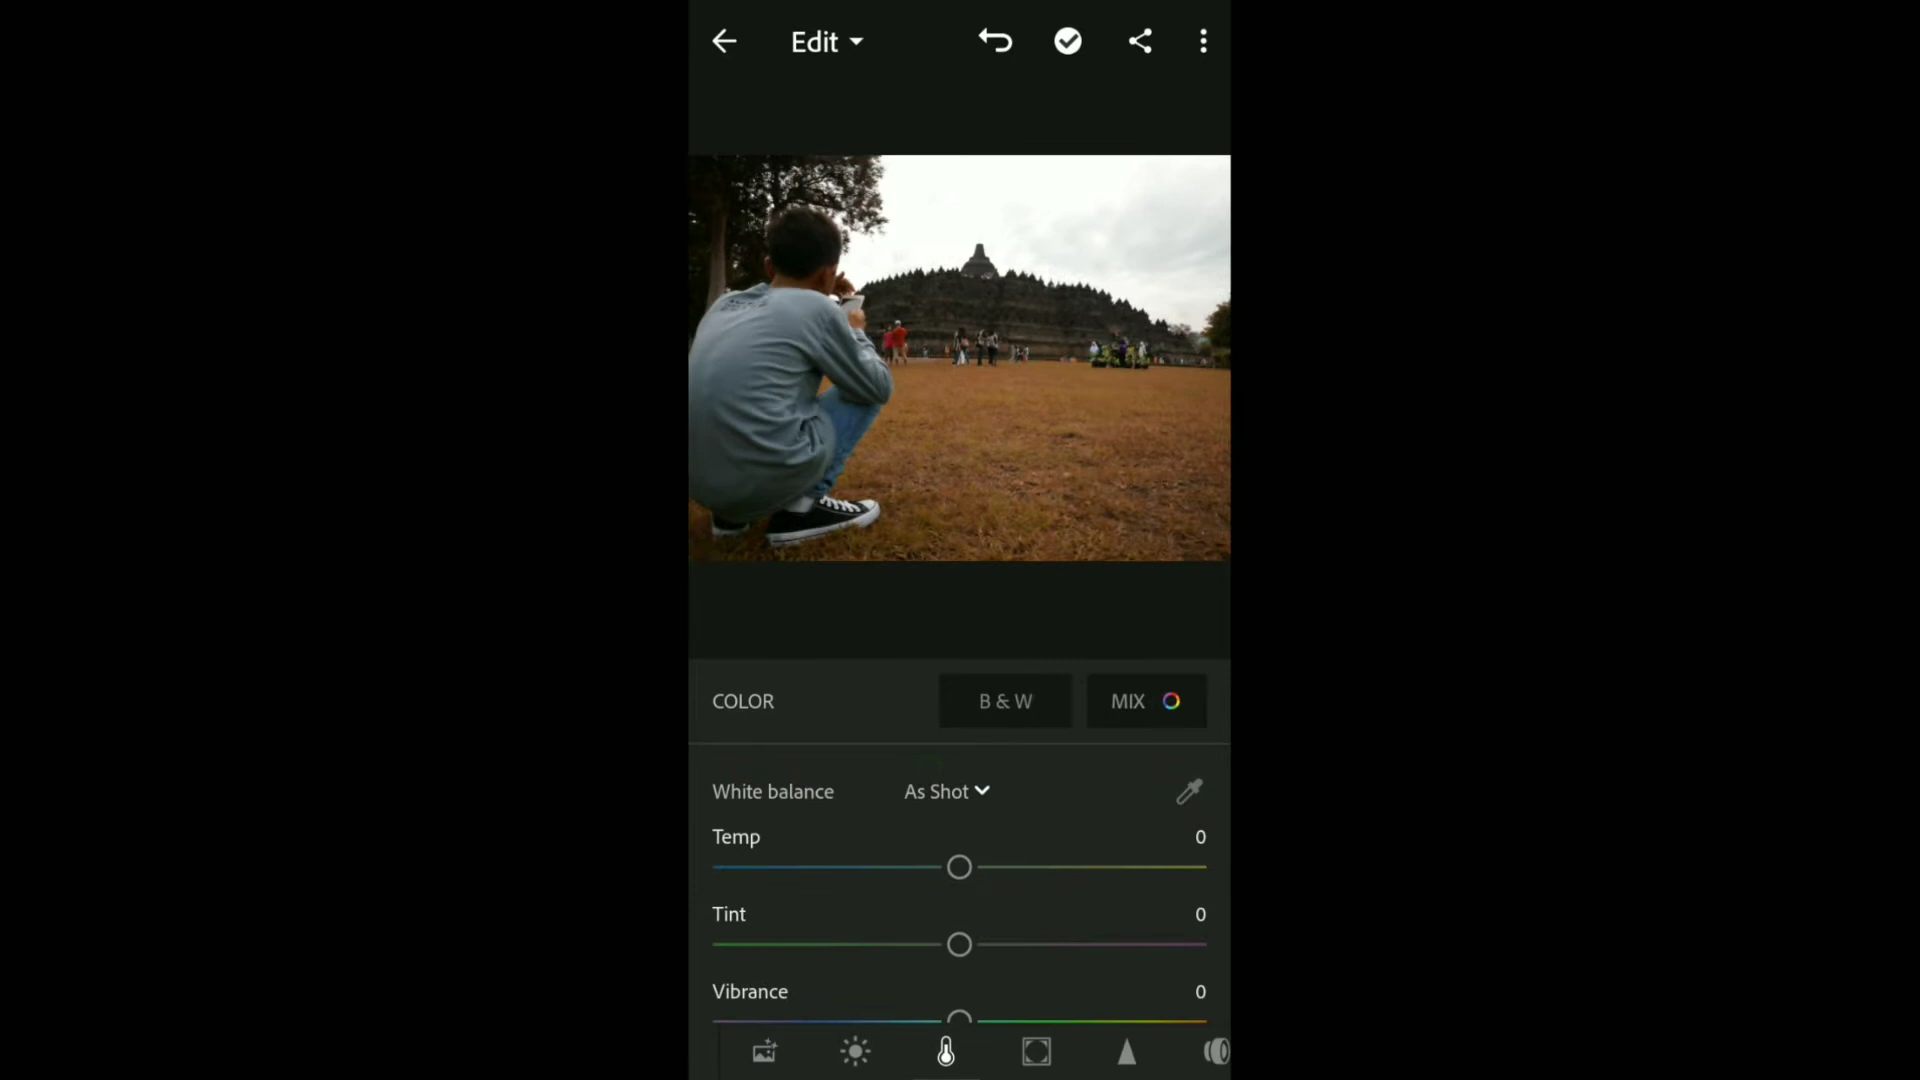 Edit
COLOR
B & W
MIX
White balance
As Shot
Temp
0
Tint
0
Vibrance
0